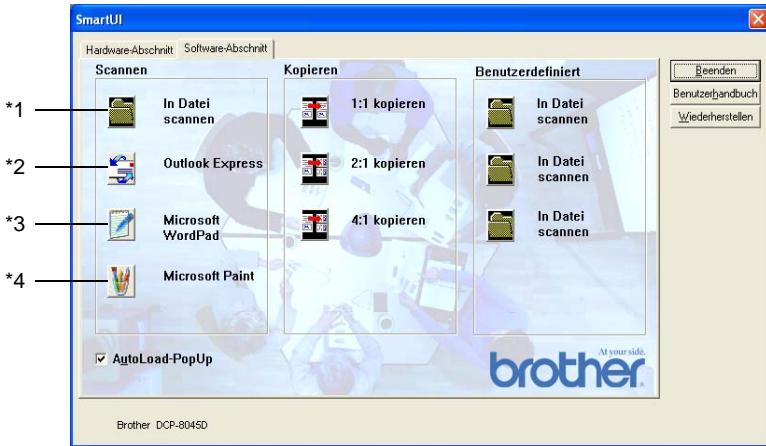 SmartUI
Hardware-Abschnitt Software-Abschnitt
Scannen Kopieren Benutzerdefiniert
Beenden
Benutzerhandbuch
Wiederherstellen
*1 In Datei scannen
1:1 kopieren
In Datei scannen
*2 Outlook Express
2:1 kopieren
In Datei scannen
*3 Microsoft WordPad
4:1 kopieren
In Datei scannen
*4 Microsoft Paint
AutoLoad-PopUp
At your side.
brother
Brother DCP-8045D